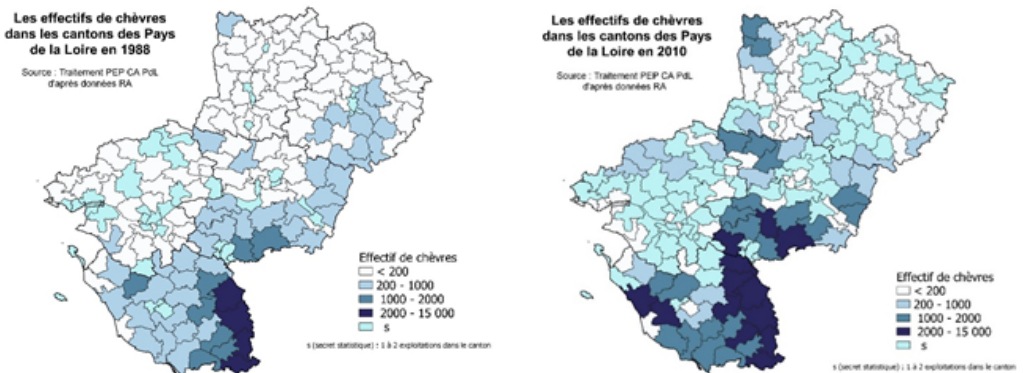 Les effectifs de chèvres
dans les cantons des Pays
de la Loire en 1988
Source : Traitement PEP CA PdL
d'après données RA
Effectif de chèvres
< 200
200 - 1000
1000 - 2000
2000 - 15 000
s
s (secret statistique) : 1 à 2 exploitations dans le canton
Les effectifs de chèvres
dans les cantons des Pays
de la Loire en 2010
Source : Traitement PEP CA PdL
d'après données RA
Effectif de chèvres
< 200
200 - 1000
1000 - 2000
2000 - 15 000
s
s (secret statistique) : 1 à 2 exploitations dans le canton